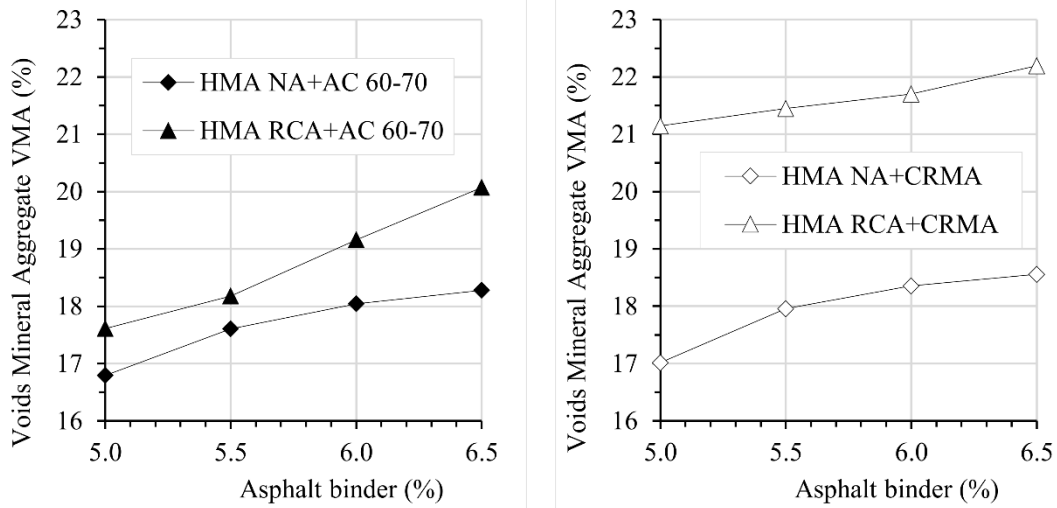 Voids Mineral Aggregate VMA (%)
23
22
21
20
19
18
17
16
HMA NA+AC 60-70
HMA RCA+AC 60-70
5.0 5.5 6.0 6.5
Asphalt binder (%)
Voids Mineral Aggregate VMA (%)
23
22
21
20
19
18
17
16
HMA NA+CRMA
HMA RCA+CRMA
5.0 5.5 6.0 6.5
Asphalt binder (%)